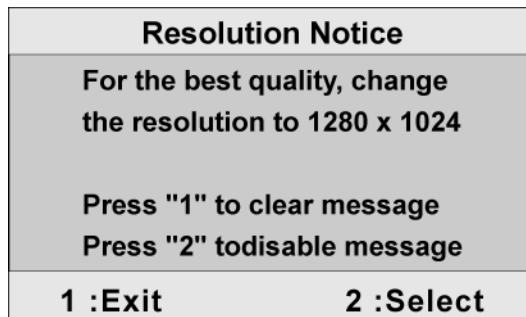 Resolution Notice
For the best quality, change
the resolution to 1280 x 1024
Press "1" to clear message
Press "2" todisable message
1 :Exit 2 :Select